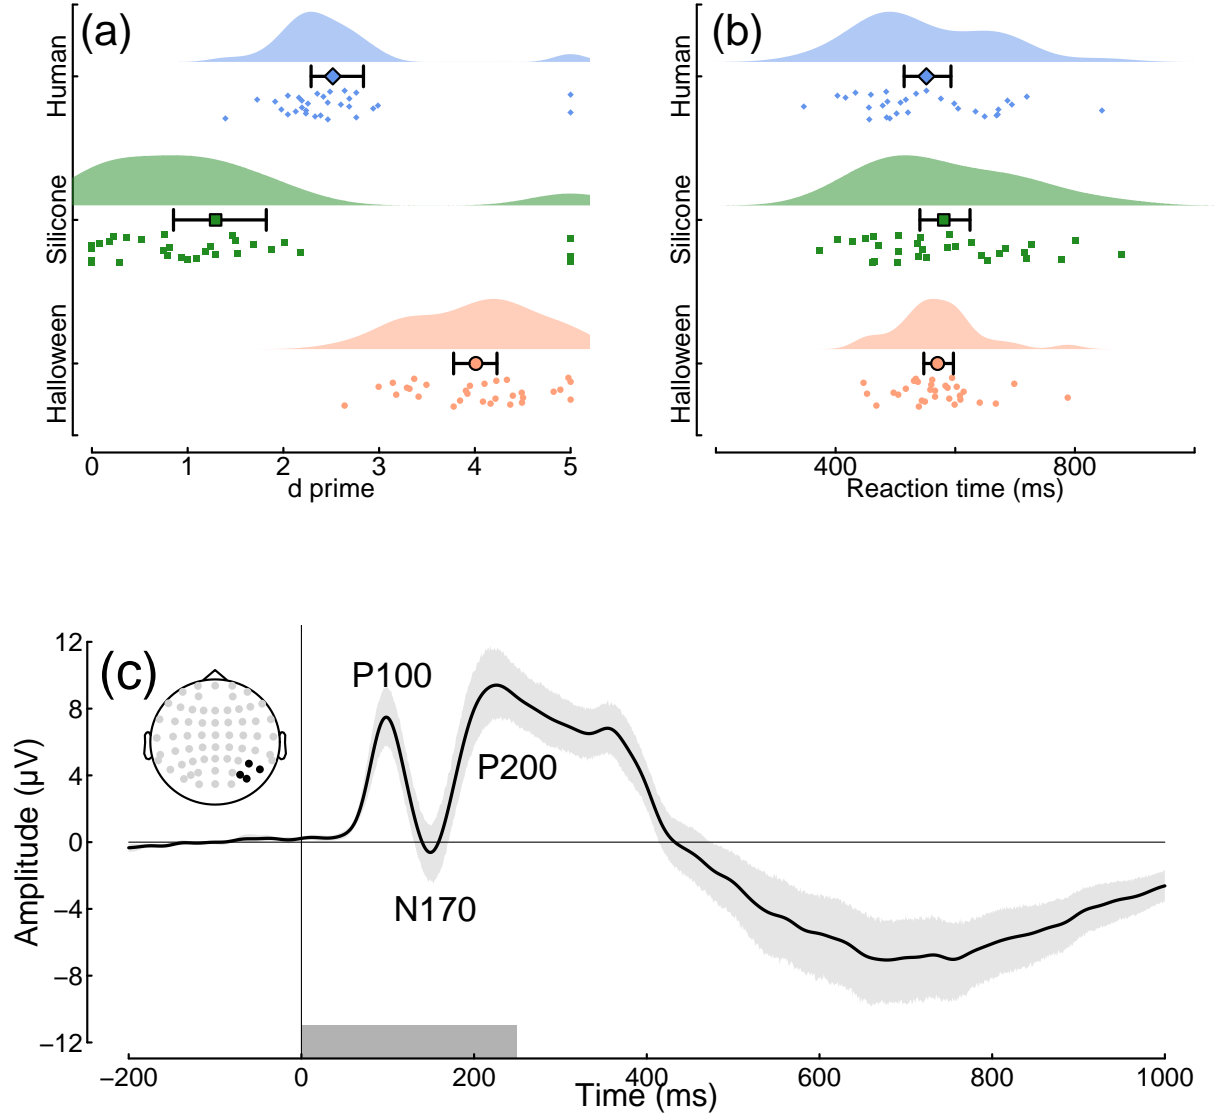 (a)
Human
Silicone
Halloween
0 1 2 3 4 5
d prime
(b)
Human
Silicone
Halloween
400 800
Reaction time (ms)
(c)
12
8
4
0
−4
−8
−12
Amplitude (µV)
P100
N170
P200
−200 0 200 400 600 800 1000
Time (ms)